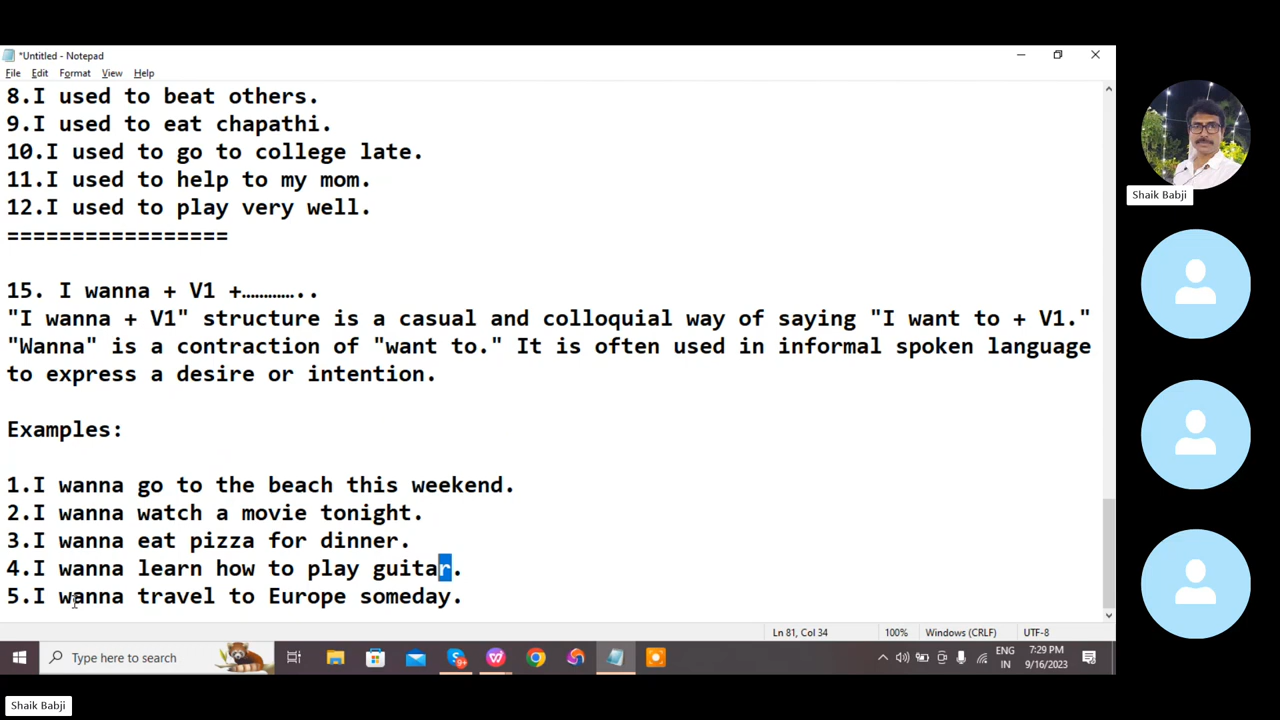 *Untitled - Notepad
File Edit Format View Help
8.I used to beat others.
9.I used to eat chapathi.
10.I used to go to college late.
11.I used to help to my mom.
12.I used to play very well.
=================
15. I wanna + V1 +…………..
"I wanna + V1" structure is a casual and colloquial way of saying "I want to + V1."
"Wanna" is a contraction of "want to." It is often used in informal spoken language
to express a desire or intention.
Examples:
1.I wanna go to the beach this weekend.
2.I wanna watch a movie tonight.
3.I wanna eat pizza for dinner.
4.I wanna learn how to play guitar.
5.I wanna travel to Europe someday.
Ln 81, Col 34 100% Windows (CRLF) UTF-8
Type here to search
ENG
IN
7:29 PM
9/16/2023
Shaik Babji
Shaik Babji